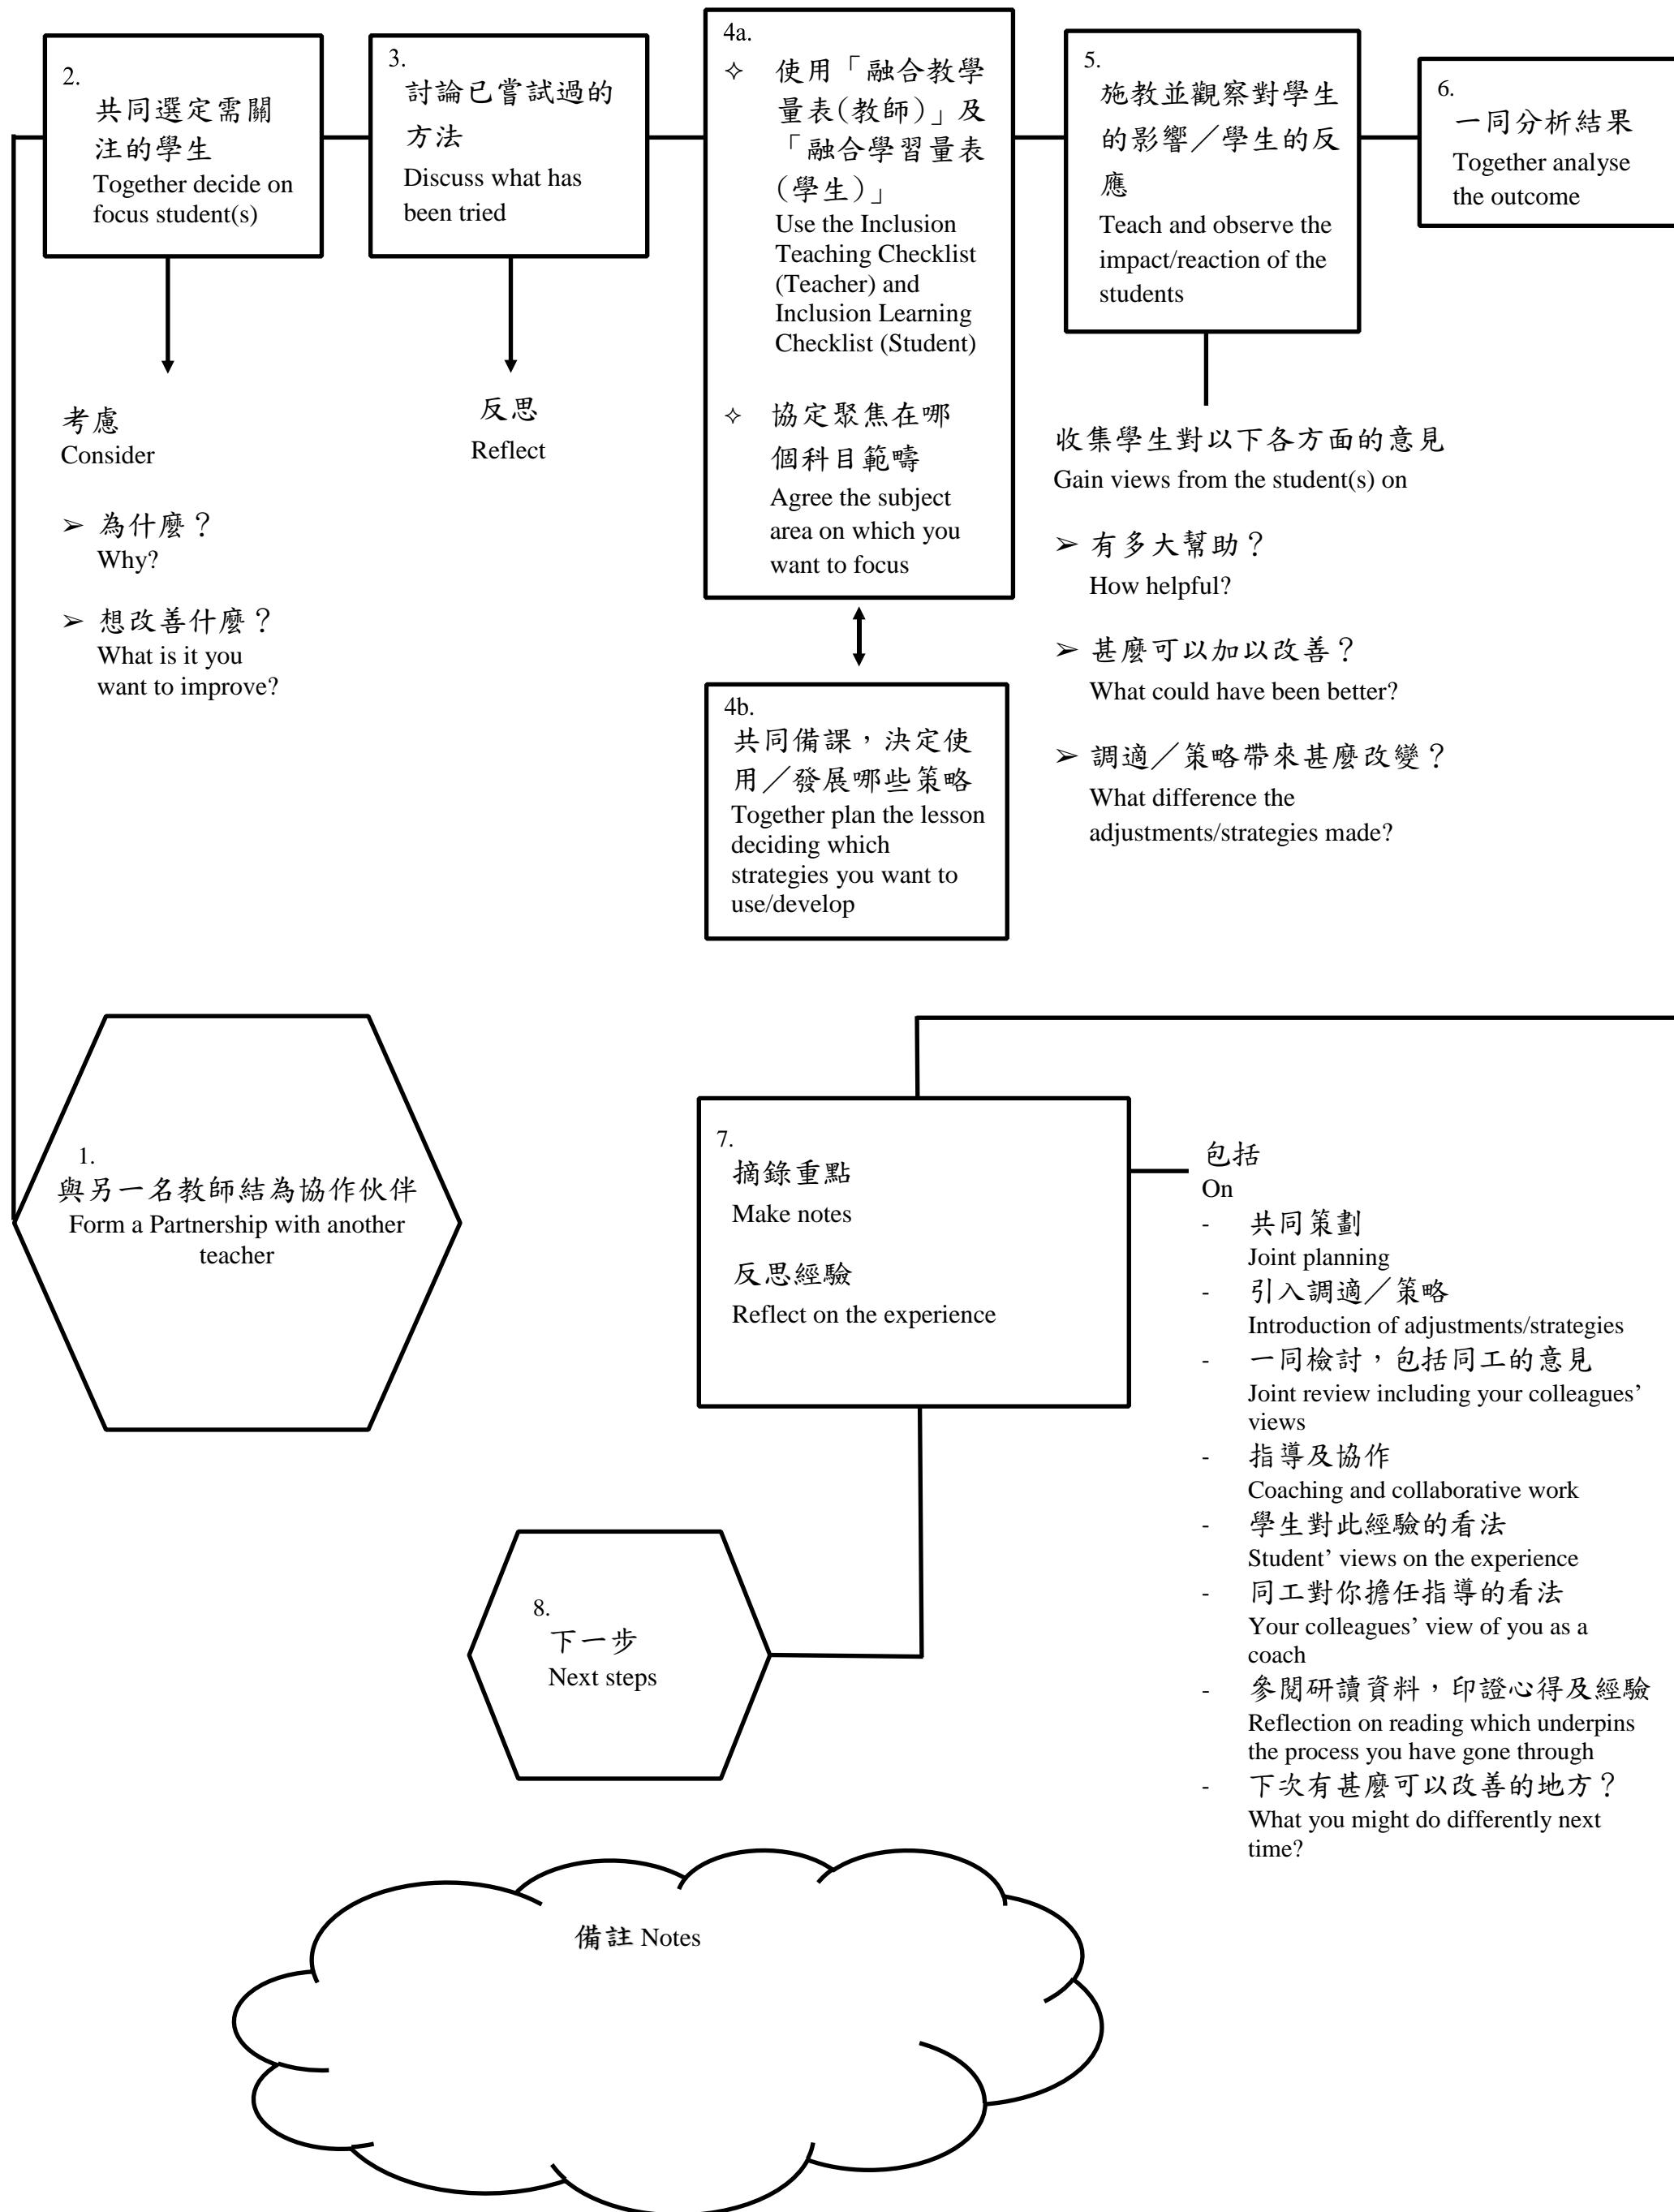 2.
共同選定需關
注的學生
Together decide on
focus student(s)
考慮
Consider
➢ 為什麼？
Why?
➢ 想改善什麼？
What is it you
want to improve?
3.
討論已嘗試過的
方法
Discuss what has
been tried
反思
Reflect
4a.
✧ 使用「融合教學
量表(教師)」及
「融合學習量表
(學生)」
Use the Inclusion
Teaching Checklist
(Teacher) and
Inclusion Learning
Checklist (Student)
✧ 協定聚焦在哪
個科目範疇
Agree the subject
area on which you
want to focus
4b.
共同備課，決定使
用／發展哪些策略
Together plan the lesson
deciding which
strategies you want to
use/develop
5.
施教並觀察對學生
的影響／學生的反
應
Teach and observe the
impact/reaction of the
students
收集學生對以下各方面的意見
Gain views from the student(s) on
➢ 有多大幫助？
How helpful?
➢ 甚麼可以加以改善？
What could have been better?
➢ 調適／策略帶來甚麼改變？
What difference the
adjustments/strategies made?
6.
一同分析結果
Together analyse
the outcome
1.
與另一名教師結為協作伙伴
Form a Partnership with another
teacher
7.
摘錄重點
Make notes
反思經驗
Reflect on the experience
包括
On
- 共同策劃
Joint planning
- 引入調適／策略
Introduction of adjustments/strategies
- 一同檢討，包括同工的意見
Joint review including your colleagues’
views
- 指導及協作
Coaching and collaborative work
- 學生對此經驗的看法
Student’ views on the experience
- 同工對你擔任指導的看法
Your colleagues’ view of you as a
coach
- 參閱研讀資料，印證心得及經驗
Reflection on reading which underpins
the process you have gone through
- 下次有甚麼可以改善的地方？
What you might do differently next
time?
8.
下一步
Next steps
備註 Notes